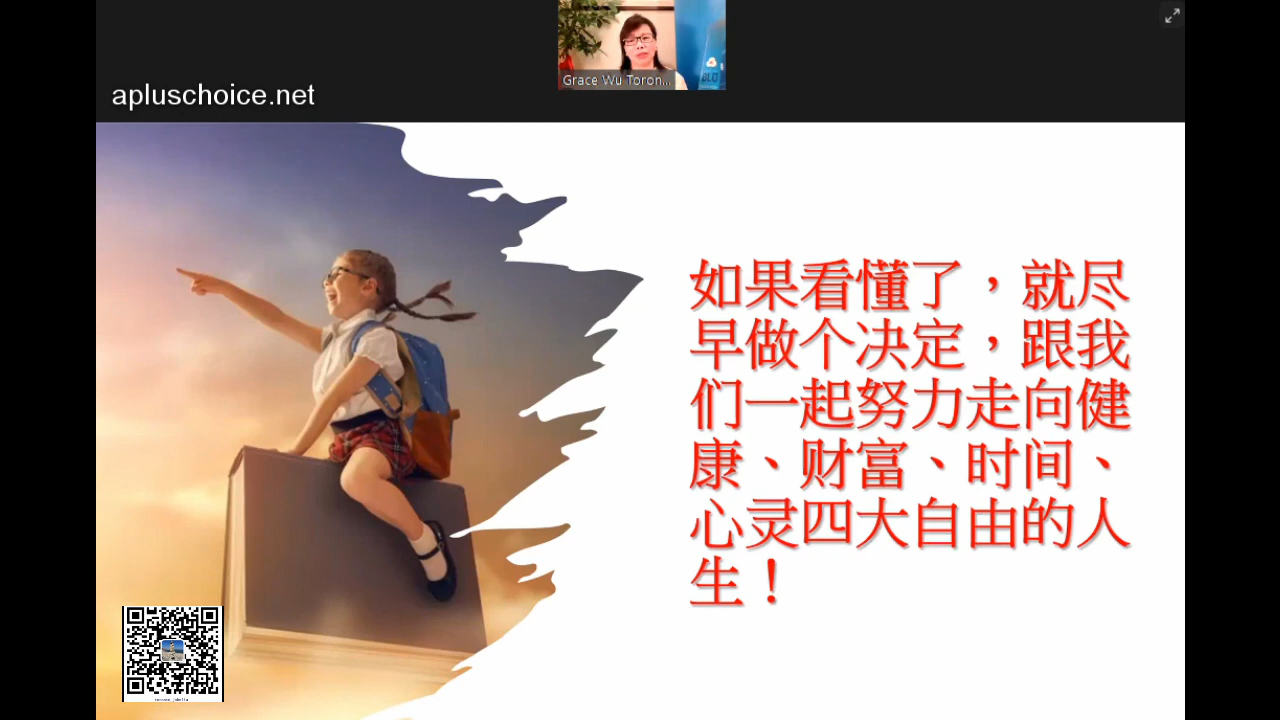 Grace Wu Toron...
apluschoice.net
如果看懂了，就尽
早做个决定，跟我
们一起努力走向健
康、财富、时间、
心灵四大自由的人
生！